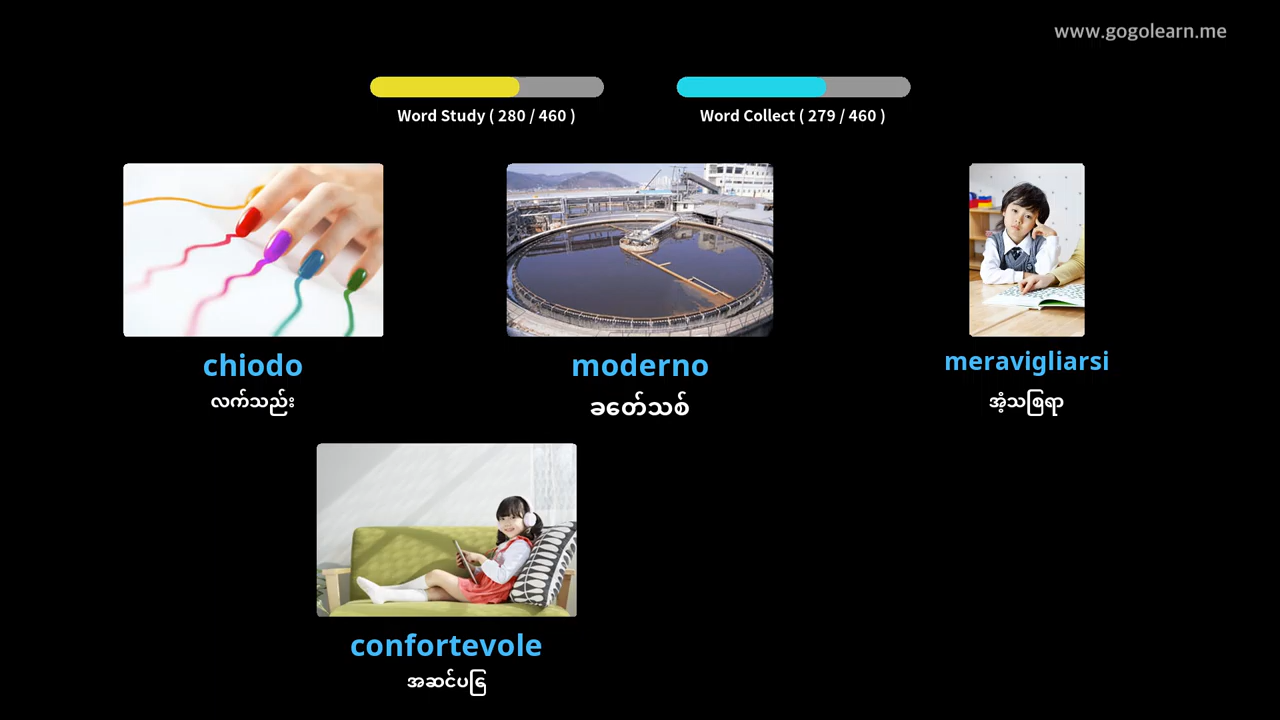 www.gogolearn.me
Word Study ( 280 / 460 )
Word Collect ( 279 / 460 )
chiodo
လက်သည်း
moderno
ခတ်ေသစ်
meravigliarsi
အံ့သစြရာ
confortevole
အဆင်ပြေ